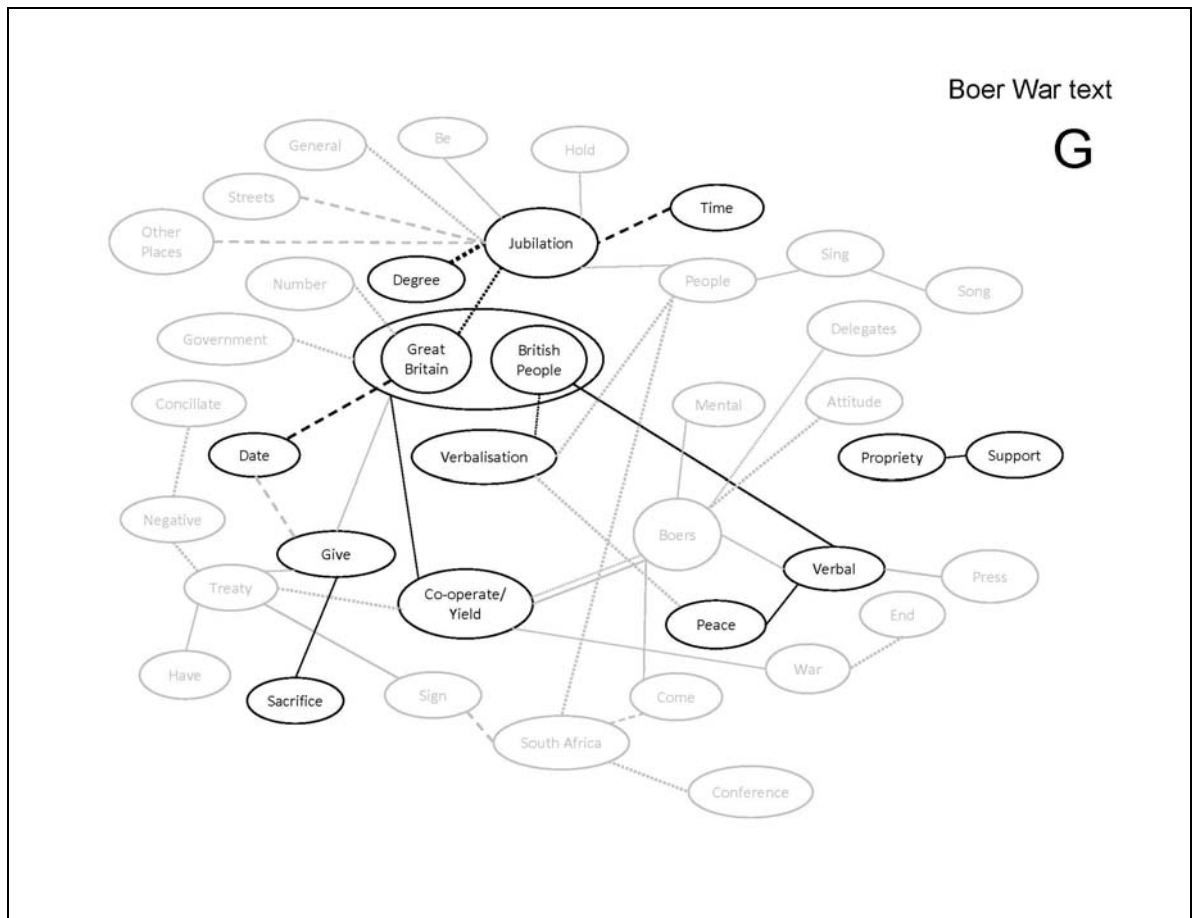 Boer War text
G
General
Be
Hold
Streets
Time
Other
Places
Jubilation
Sing
Degree
People
Number
Song
Delegates
Government
Great
Britain
British
People
Conciliate
Mental
Attitude
Date
Verbalisation
Propriety
Support
Negative
Boers
Give
Verbal
Press
Treaty
Co-operate/
Yield
Peace
End
Have
War
Sacrifice
Sign
Come
South Africa
Conference